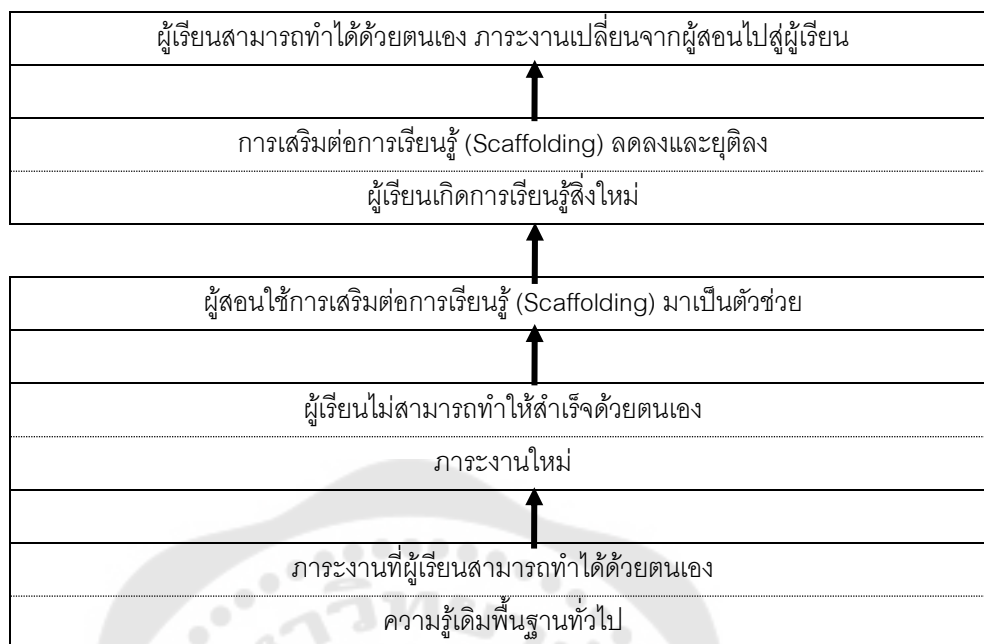 ผู้เรียนสามารถทำได้ด้วยตนเอง ภาระงานเปลี่ยนจากผู้สอนไปสู่ผู้เรียน
การเสริมต่อการเรียนรู้ (Scaffolding) ลดลงและยุติลง
ผู้เรียนเกิดการเรียนรู้สิ่งใหม่
ผู้สอนใช้การเสริมต่อการเรียนรู้ (Scaffolding) มาเป็นตัวช่วย
ผู้เรียนไม่สามารถทำให้สำเร็จด้วยตนเอง
ภาระงานใหม่
ภาระงานที่ผู้เรียนสามารถทำได้ด้วยตนเอง
ความรู้เดิมพื้นฐานทั่วไป